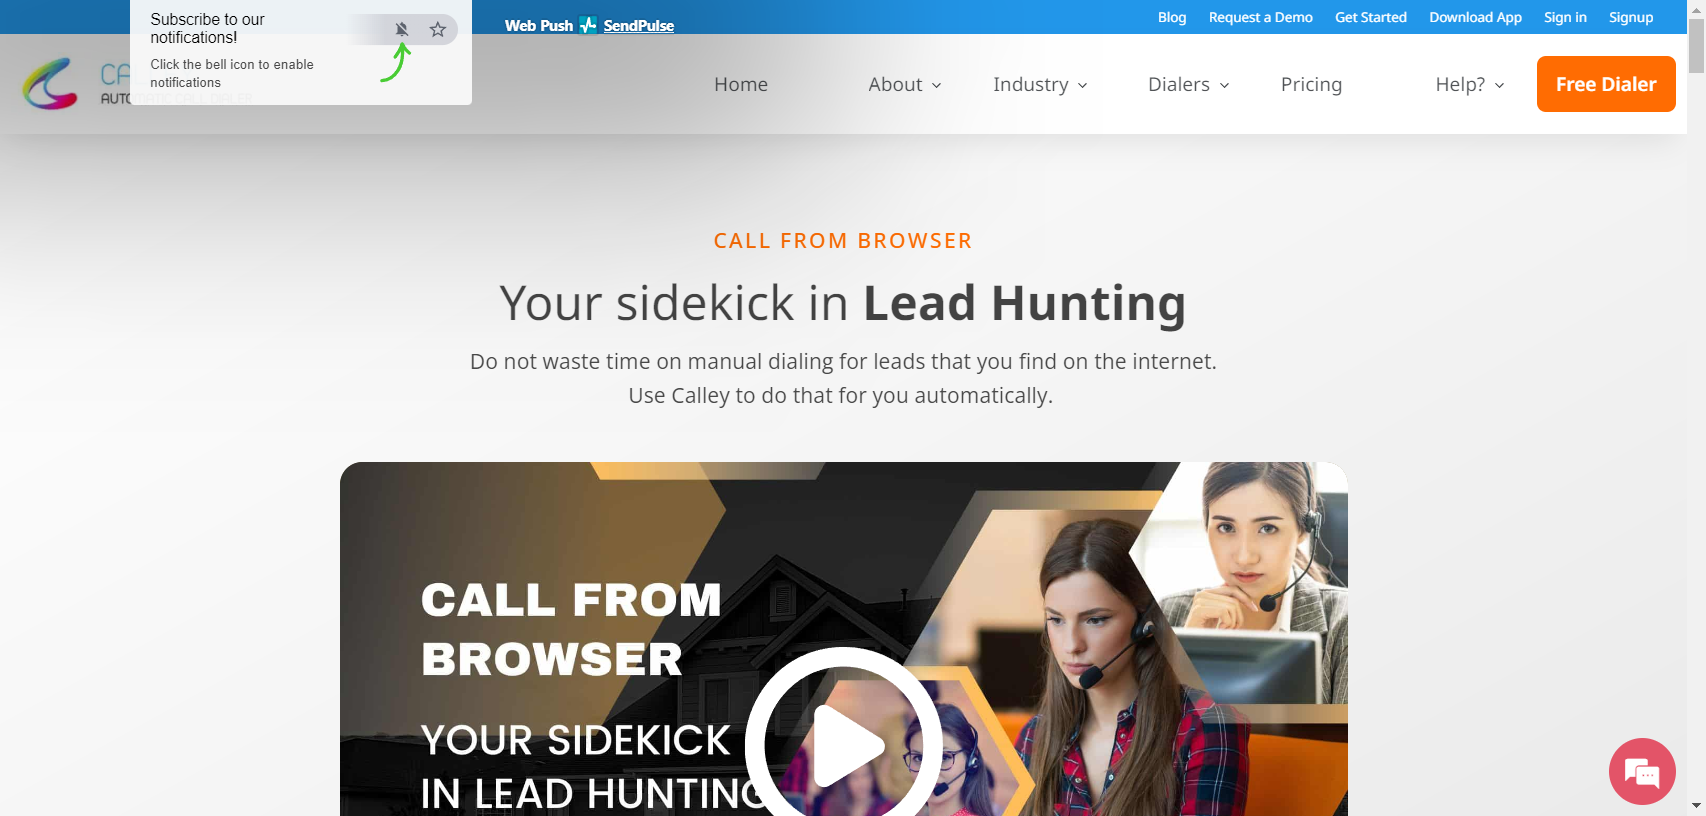 Subscribe to our
notifications!
Click the bell icon to enable
notifications
Web Push SendPulse
Blog Request a Demo Get Started Download App Sign in Signup
CA
AUTOMATIC CALL DIALER
Home About Industry Dialers Pricing Help? Free Dialer
CALL FROM BROWSER
Your sidekick in Lead Hunting
Do not waste time on manual dialing for leads that you find on the internet.
Use Calley to do that for you automatically.
CALL FROM
BROWSER
YOUR SIDEKICK
IN LEAD HUNTING